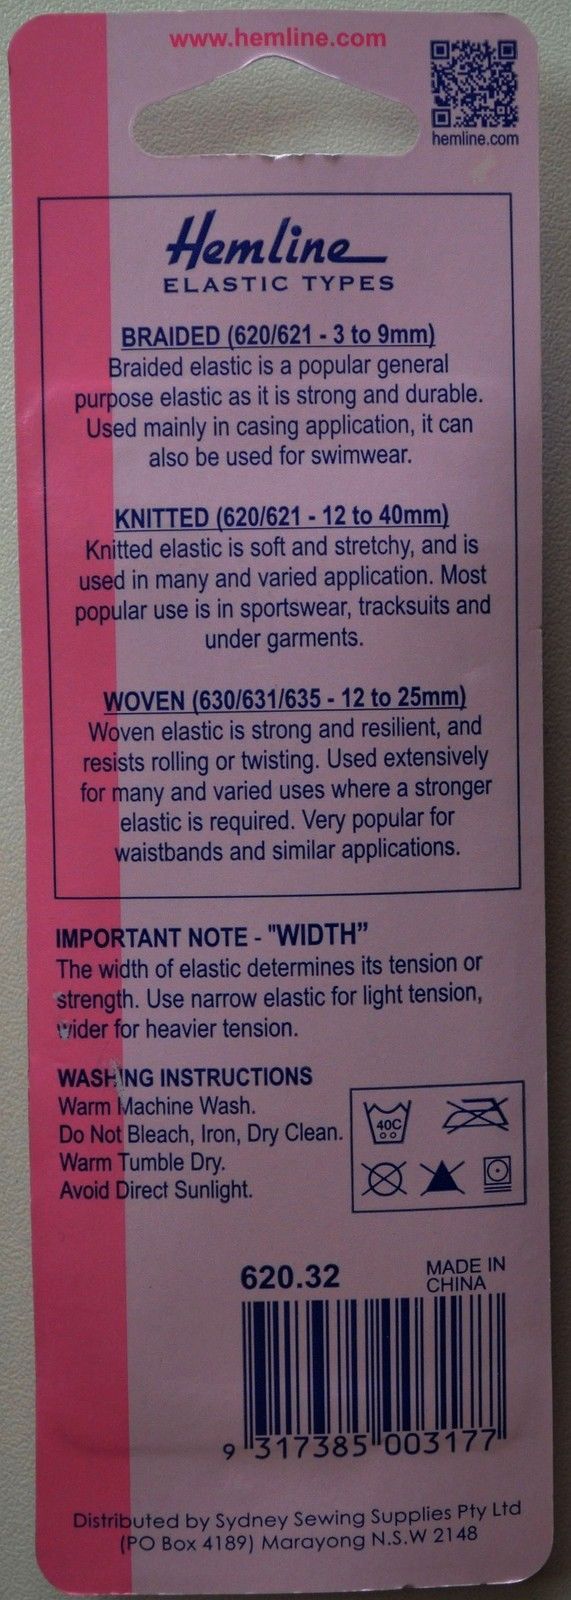 www.hemline.com
hemline.com
Hemline
ELASTIC TYPES
BRAIDED (620/621 - 3 to 9mm)
Braided elastic is a popular general
purpose elastic as it is strong and durable.
Used mainly in casing application, it can
also be used for swimwear.
KNITTED (620/621 - 12 to 40mm)
Knitted elastic is soft and stretchy, and is
used in many and varied application. Most
popular use is in sportswear, tracksuits and
under garments.
WOVEN (630/631/635 - 12 to 25mm)
Woven elastic is strong and resilient, and
resists rolling or twisting. Used extensively
for many and varied uses where a stronger
elastic is required. Very popular for
waistbands and similar applications.
IMPORTANT NOTE - "WIDTH"
The width of elastic determines its tension or
strength. Use narrow elastic for light tension,
wider for heavier tension.
WASHING INSTRUCTIONS
Warm Machine Wash.
Do Not Bleach, Iron, Dry Clean.
Warm Tumble Dry.
Avoid Direct Sunlight.
40C
620.32
MADE IN
CHINA
9 317385 003177
Distributed by Sydney Sewing Supplies Pty Ltd
(PO Box 4189) Marayong N.S.W 2148